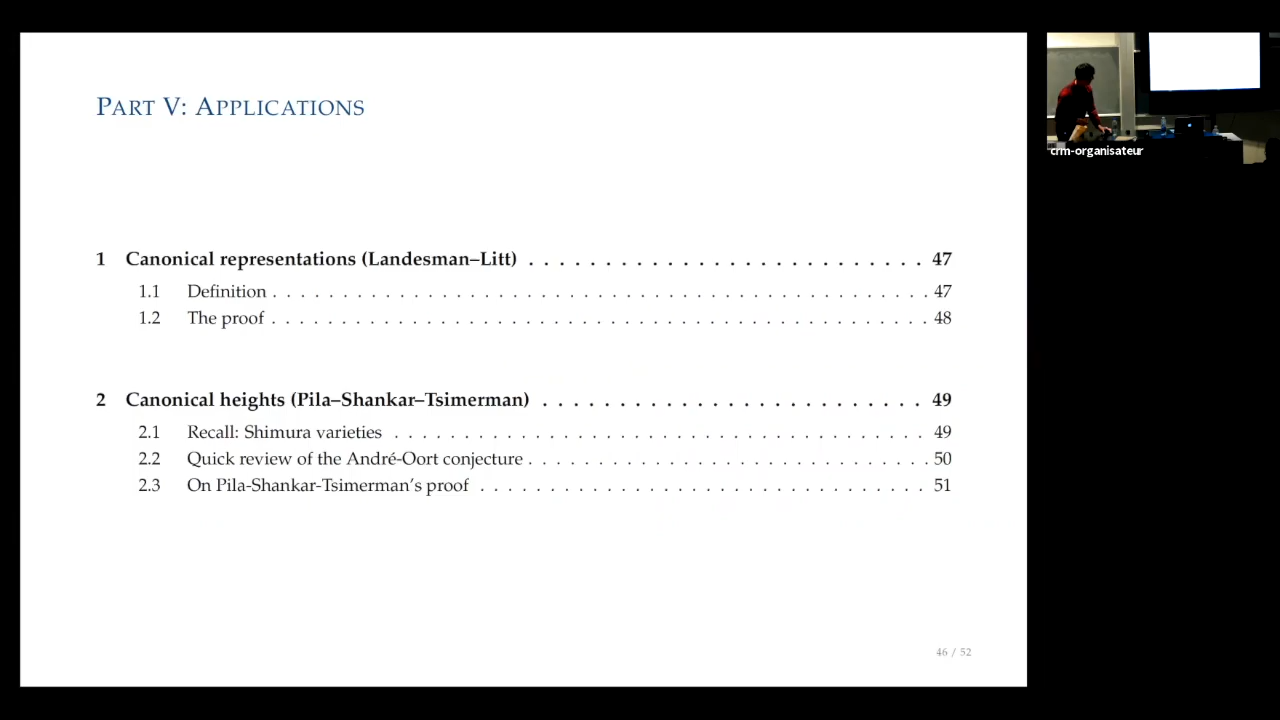 PART V: APPLICATIONS
1 Canonical representations (Landesman–Litt) . . . . . . . . . . . . . . . . . . . . . . . . . . 47
1.1 Definition . . . . . . . . . . . . . . . . . . . . . . . . . . . . . . . . . . . . . . . . . . . . . . . 47
1.2 The proof . . . . . . . . . . . . . . . . . . . . . . . . . . . . . . . . . . . . . . . . . . . . . . . 48
2 Canonical heights (Pila–Shankar–Tsimerman) . . . . . . . . . . . . . . . . . . . . . . . . . 49
2.1 Recall: Shimura varieties . . . . . . . . . . . . . . . . . . . . . . . . . . . . . . . . . . . . . . 49
2.2 Quick review of the André-Oort conjecture . . . . . . . . . . . . . . . . . . . . . . . . . . . . . 50
2.3 On Pila-Shankar-Tsimerman's proof . . . . . . . . . . . . . . . . . . . . . . . . . . . . . . . . 51
46 / 52
crm-organisateur